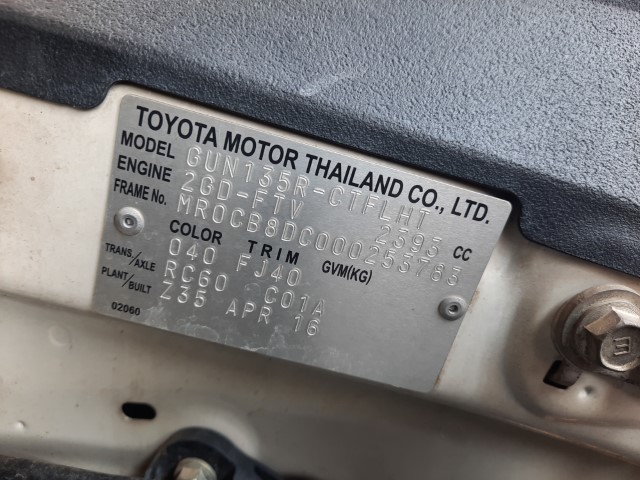 TOYOTA MOTOR THAILAND CO., LTD.
MODEL GUN135R-CTFLHT
ENGINE 2GD-FTV 2393 CC
FRAME NO. MR0CB8DC000253783
COLOR TRIM GVM(KG)
040 FJ40
TRANS/AXLE RC60 C01A
PLANT/BUILT Z35 APR 16
02060